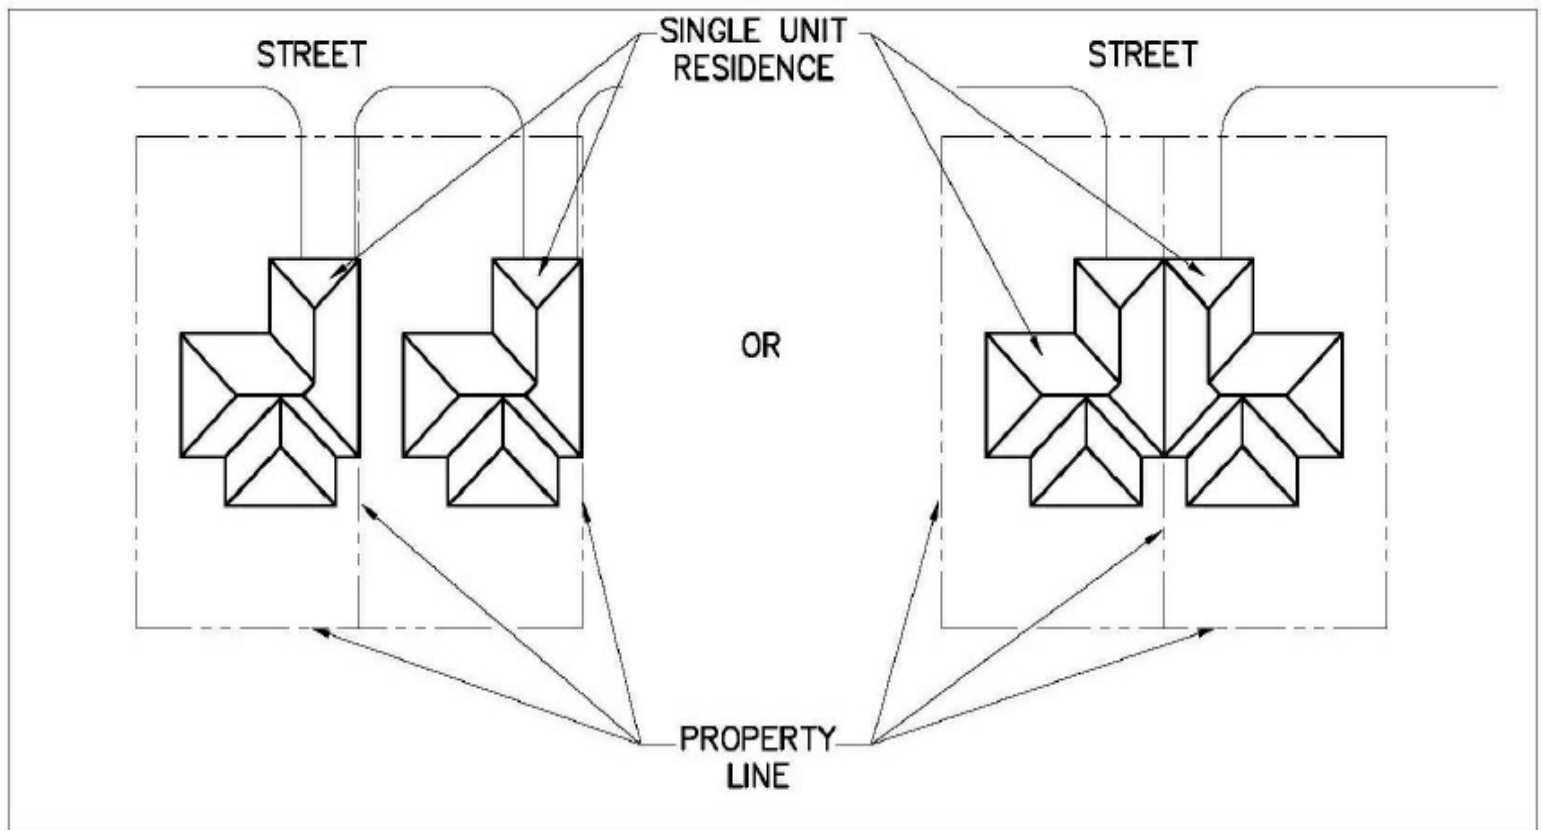 STREET
SINGLE UNIT
RESIDENCE
STREET
OR
PROPERTY
LINE